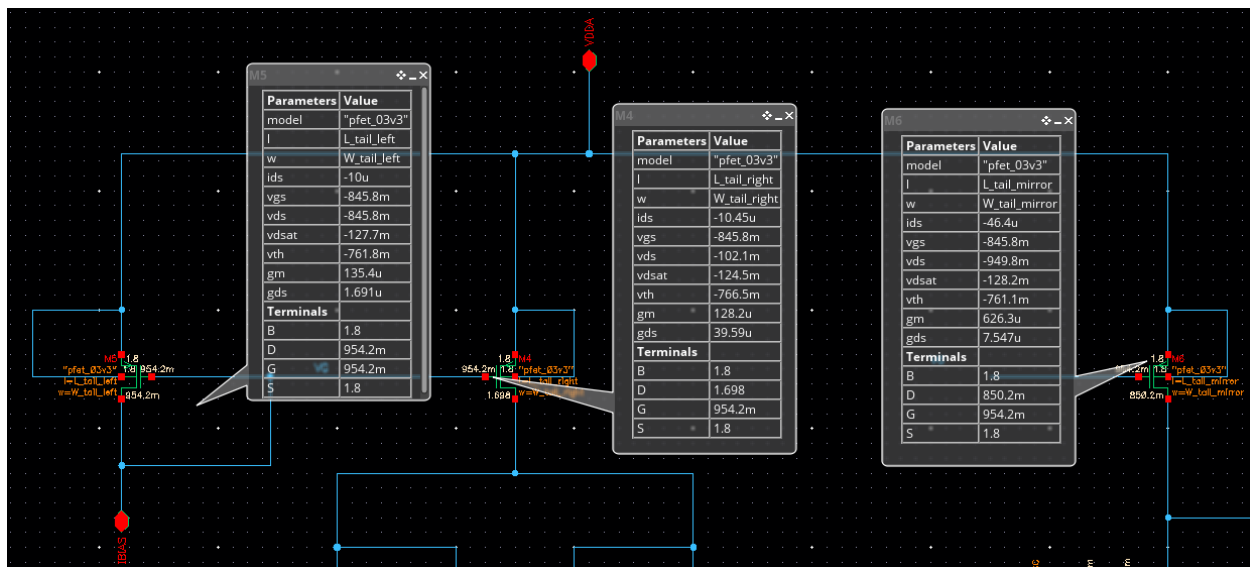 VDDA
M5
Parameters Value
model "pfet_03v3"
l L_tail_left
w W_tail_left
ids -10u
vgs -845.8m
vds -845.8m
vdsat -127.7m
vth -761.8m
gm 135.4u
gds 1.691u
Terminals
B 1.8
D 954.2m
G 954.2m
S 1.8
M4
Parameters Value
model "pfet_03v3"
l L_tail_right
w W_tail_right
ids -10.45u
vgs -845.8m
vds -102.1m
vdsat -124.5m
vth -766.5m
gm 128.2u
gds 39.59u
Terminals
B 1.8
D 1.698
G 954.2m
S 1.8
M6
Parameters Value
model "pfet_03v3"
l L_tail_mirror
w W_tail_mirror
ids -46.4u
vgs -845.8m
vds -949.8m
vdsat -128.2m
vth -761.1m
gm 626.3u
gds 7.547u
Terminals
B 1.8
D 850.2m
G 954.2m
S 1.8
1.8
M5
"pfet_03v3" 1.8 954.2m
l=L_tail_left
w=W_tail_left 954.2m
VG
1.8
M4
954.2m 1.8 "pfet_03v3"
l=L_tail_right
1.698 w=W_tail_right
1.8 M6
954.2m 1.8 "pfet_03v3"
l=L_tail_mirror
850.2m w=W_tail_mirror
IBIAS